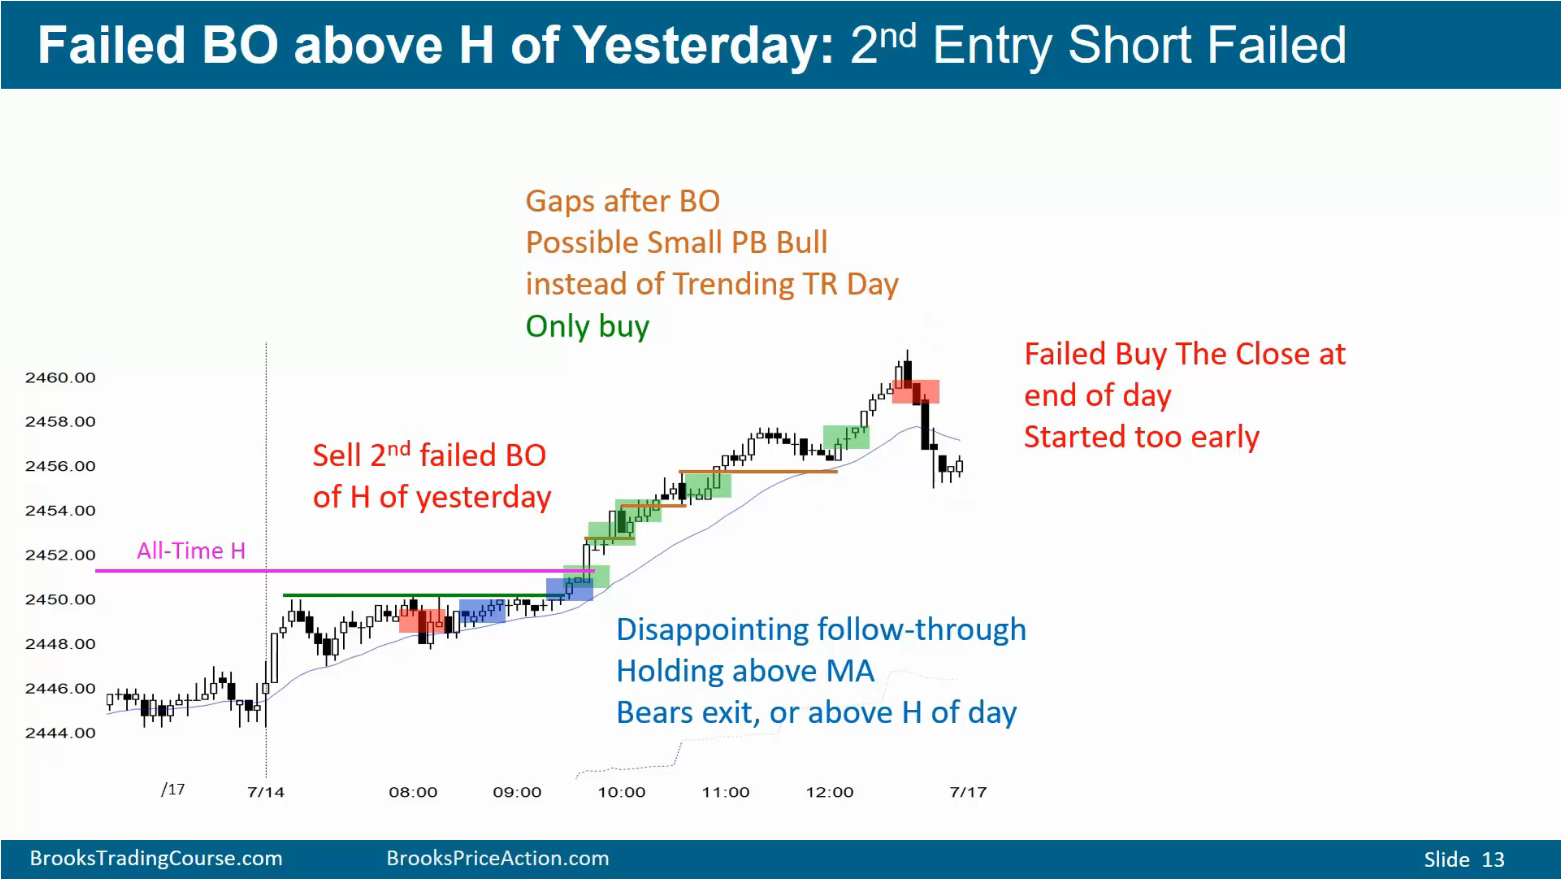 Failed BO above H of Yesterday: 2nd Entry Short Failed
Gaps after BO
Possible Small PB Bull
instead of Trending TR Day
Only buy
Failed Buy The Close at
end of day
Started too early
Sell 2nd failed BO
of H of yesterday
All-Time H
Disappointing follow-through
Holding above MA
Bears exit, or above H of day
2460.00
2458.00
2456.00
2454.00
2452.00
2450.00
2448.00
2446.00
2444.00
/17 7/14 08:00 09:00 10:00 11:00 12:00 7/17
BrooksTradingCourse.com BrooksPriceAction.com Slide 13